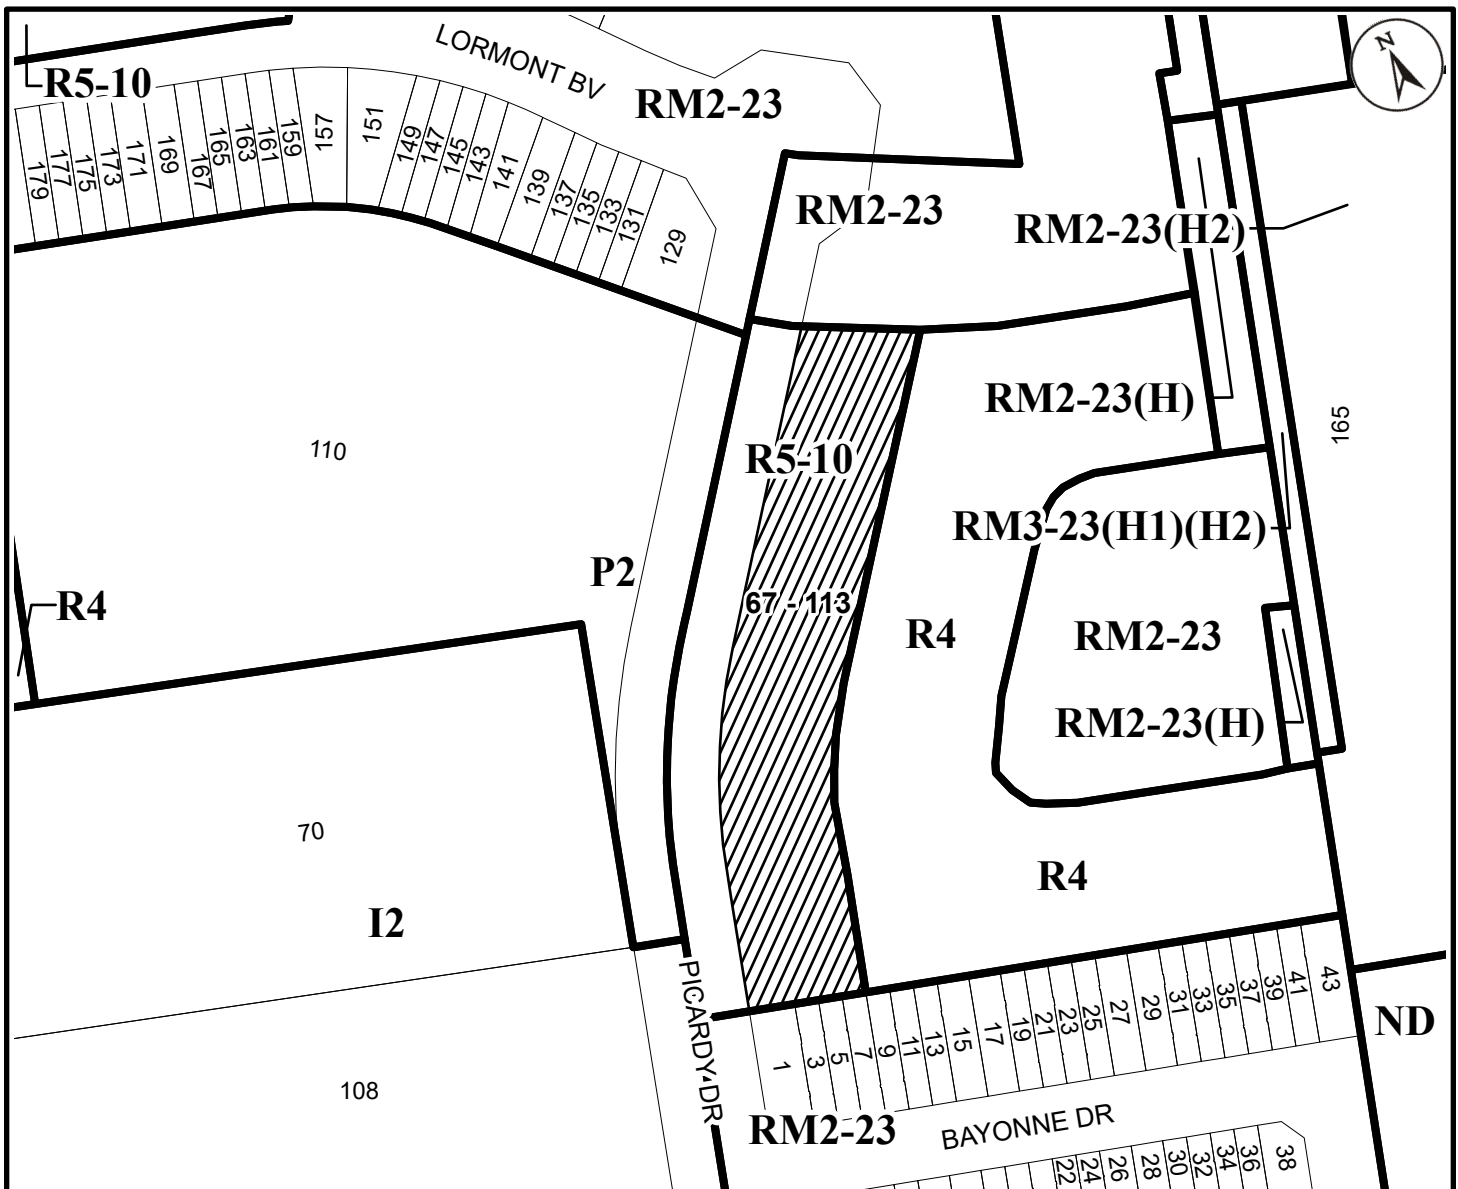 N
LORMONT BV
R5-10
RM2-23
179
177
175
173
171
169
167
165
163
161
159
157
151
149
147
145
143
141
139
137
135
133
131
129
RM2-23
RM2-23(H2)
RM2-23(H)
165
110
R5-10
RM3-23(H1)(H2)
P2
R4
67 - 113
R4
RM2-23
RM2-23(H)
70
R4
I2
PICARDY DR
1
3
5
7
9
11
13
15
17
19
21
23
25
27
29
31
33
35
37
39
41
43
ND
108
RM2-23
BAYONNE DR
22
24
26
28
30
32
34
36
38